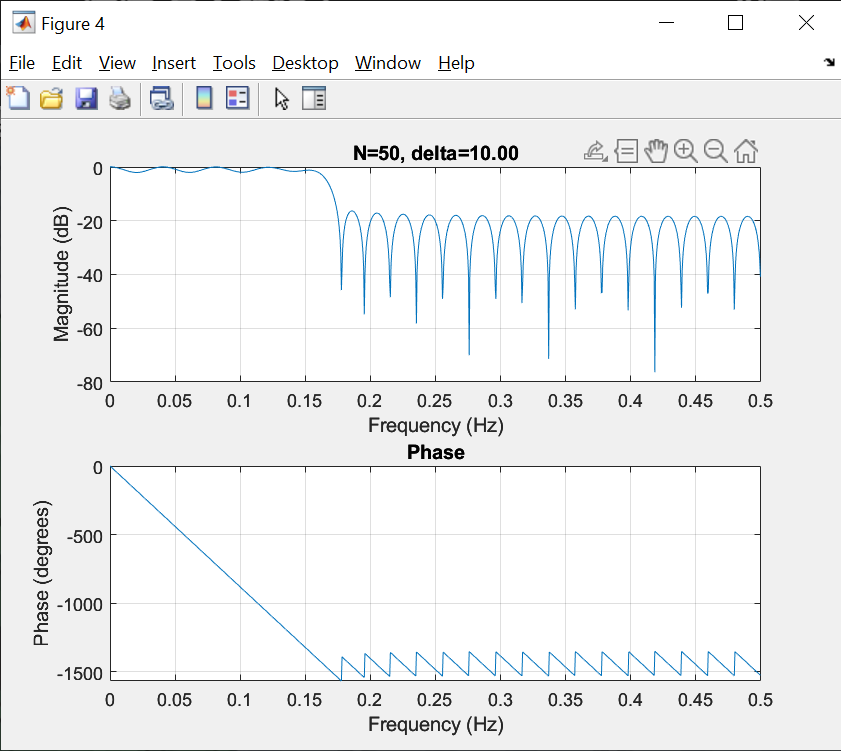 Figure 4
File Edit View Insert Tools Desktop Window Help
N=50, delta=10.00
Magnitude (dB)
0
-20
-40
-60
-80
0 0.05 0.1 0.15 0.2 0.25 0.3 0.35 0.4 0.45 0.5
Frequency (Hz)
Phase
Phase (degrees)
0
-500
-1000
-1500
0 0.05 0.1 0.15 0.2 0.25 0.3 0.35 0.4 0.45 0.5
Frequency (Hz)